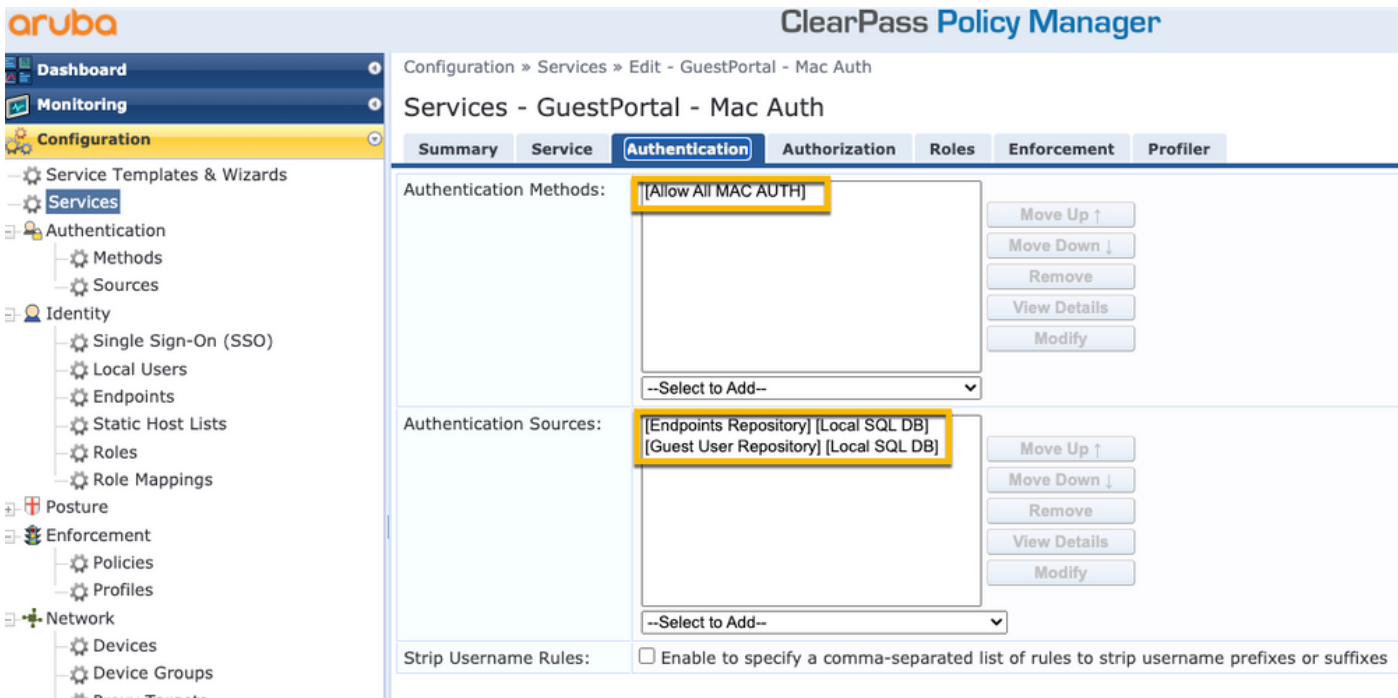 aruba
ClearPass Policy Manager
Dashboard
Monitoring
Configuration
Service Templates & Wizards
Services
Authentication
Methods
Sources
Identity
Single Sign-On (SSO)
Local Users
Endpoints
Static Host Lists
Roles
Role Mappings
Posture
Enforcement
Policies
Profiles
Network
Devices
Device Groups
Configuration » Services » Edit - GuestPortal - Mac Auth
Services - GuestPortal - Mac Auth
Summary Service Authentication Authorization Roles Enforcement Profiler
Authentication Methods:
[Allow All MAC AUTH]
Move Up ↑
Move Down ↓
Remove
View Details
Modify
--Select to Add--
Authentication Sources:
[Endpoints Repository] [Local SQL DB]
[Guest User Repository] [Local SQL DB]
Move Up ↑
Move Down ↓
Remove
View Details
Modify
--Select to Add--
Strip Username Rules: Enable to specify a comma-separated list of rules to strip username prefixes or suffixes